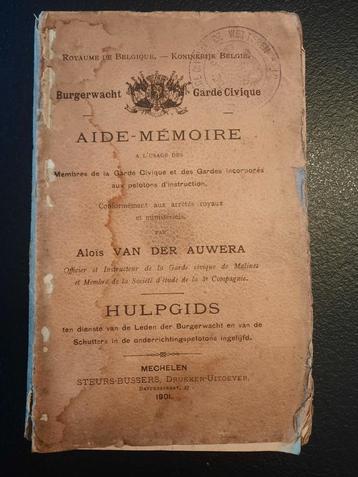 Royaume de Belgique. — Koninkrijk België.
Burgerwacht Garde Civique
AIDE-MÉMOIRE
A L'USAGE DES
Membres de la Garde Civique et des Gardes incorporés
aux pelotons d'instruction.
Conformément aux arrêtés royaux
et ministériels,
PAR
Aloïs VAN DER AUWERA
Officier et Instructeur de la Garde civique de Malines
et Membre de la Société d'étude de la 3e Compagnie.
HULPGIDS
ten dienste van de Leden der Burgerwacht en van de
Schutters in de onderrichtingspelotons ingelijfd.
MECHELEN
STEURS-BUSSERS, Drukker-Uitgever,
1901.